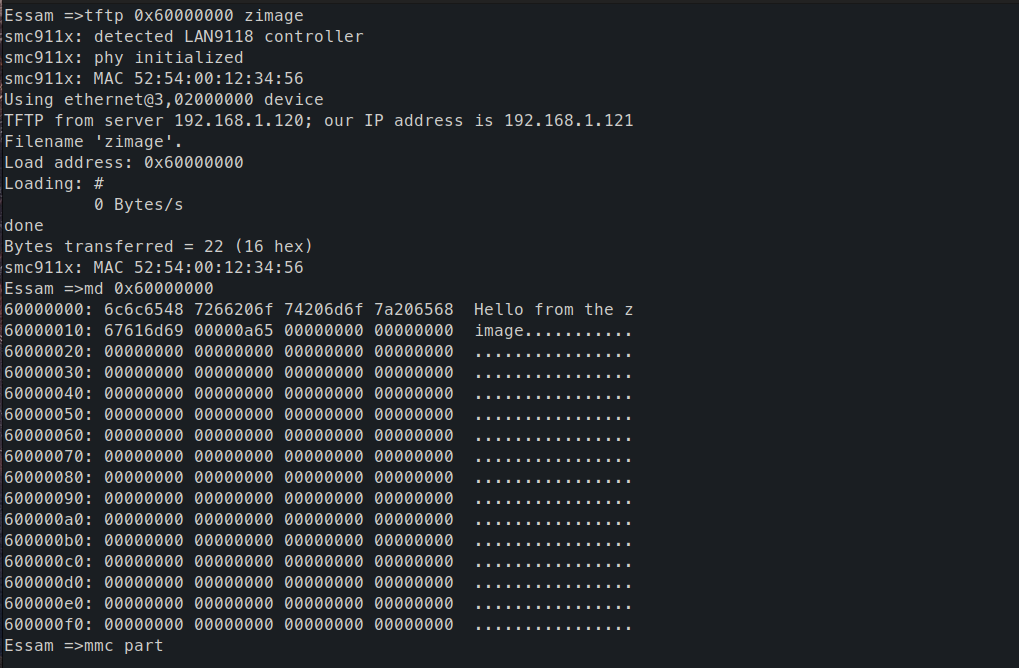 Essam =>tftp 0x60000000 zimage
smc911x: detected LAN9118 controller
smc911x: phy initialized
smc911x: MAC 52:54:00:12:34:56
Using ethernet@3,02000000 device
TFTP from server 192.168.1.120; our IP address is 192.168.1.121
Filename 'zimage'.
Load address: 0x60000000
Loading: #
         0 Bytes/s
done
Bytes transferred = 22 (16 hex)
smc911x: MAC 52:54:00:12:34:56
Essam =>md 0x60000000
60000000: 6c6c6548 7266206f 74206d6f 7a206568  Hello from the z
60000010: 67616d69 00000a65 00000000 00000000  image...........
60000020: 00000000 00000000 00000000 00000000  ................
60000030: 00000000 00000000 00000000 00000000  ................
60000040: 00000000 00000000 00000000 00000000  ................
60000050: 00000000 00000000 00000000 00000000  ................
60000060: 00000000 00000000 00000000 00000000  ................
60000070: 00000000 00000000 00000000 00000000  ................
60000080: 00000000 00000000 00000000 00000000  ................
60000090: 00000000 00000000 00000000 00000000  ................
600000a0: 00000000 00000000 00000000 00000000  ................
600000b0: 00000000 00000000 00000000 00000000  ................
600000c0: 00000000 00000000 00000000 00000000  ................
600000d0: 00000000 00000000 00000000 00000000  ................
600000e0: 00000000 00000000 00000000 00000000  ................
600000f0: 00000000 00000000 00000000 00000000  ................
Essam =>mmc part